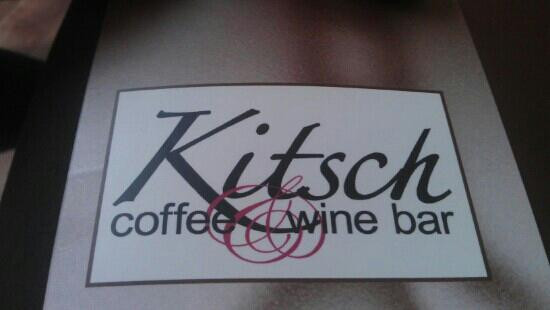 Kitsch
coffee & wine bar